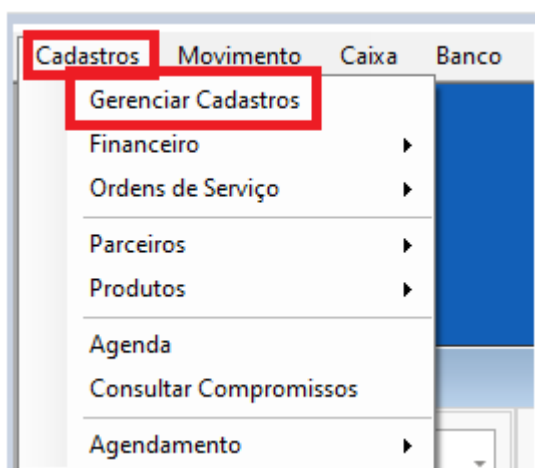 Cadastros Movimento Caixa Banco
Gerenciar Cadastros
Financeiro
Ordens de Serviço
Parceiros
Produtos
Agenda
Consultar Compromissos
Agendamento